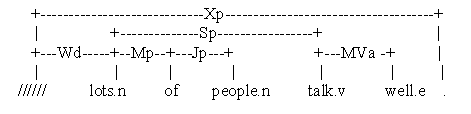 +---------------------------Xp------------------------------------+
| +-------------Sp-----------------+ |
+---Wd-----+--Mp--+---Jp---+ +---MVa -+ |
| | | | | | |
////// lots.n of people.n talk.v well.e .